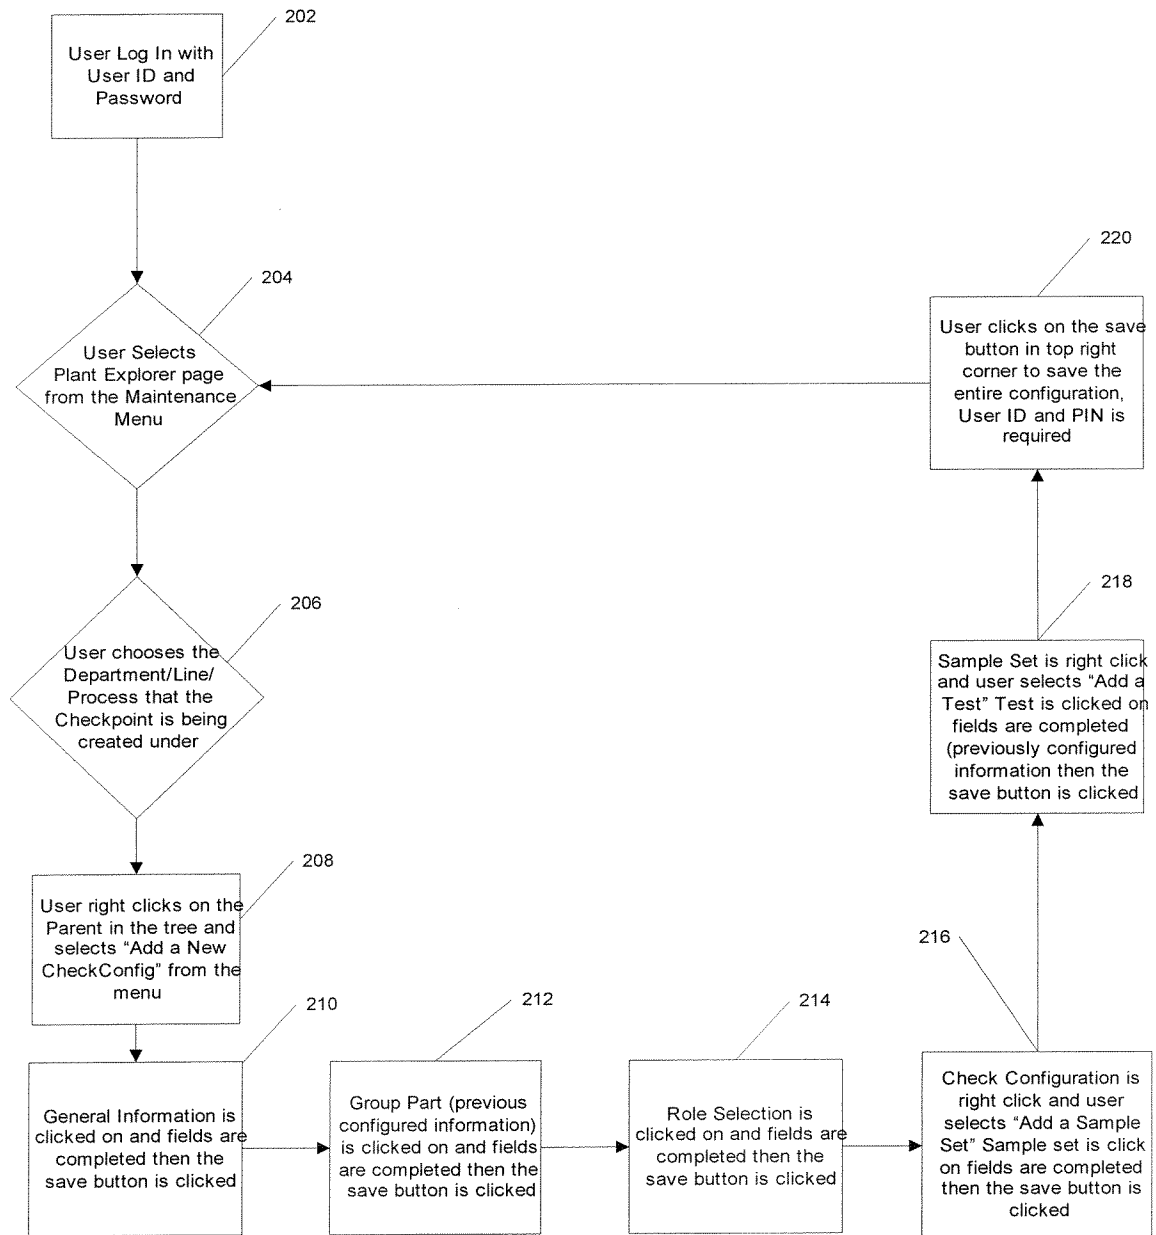 202
User Log In with
User ID and
Password
204
User Selects
Plant Explorer page
from the Maintenance
Menu
206
User chooses the
Department/Line/
Process that the
Checkpoint is being
created under
208
User right clicks on the
Parent in the tree and
selects “Add a New
CheckConfig” from the
menu
210
General Information is
clicked on and fields are
completed then the
save button is clicked
212
Group Part (previous
configured information)
is clicked on and fields
are completed then the
save button is clicked
214
Role Selection is
clicked on and fields are
completed then the
save button is clicked
216
Check Configuration is
right click and user
selects “Add a Sample
Set” Sample set is click
on fields are completed
then the save button is
clicked
218
Sample Set is right click
and user selects “Add a
Test” Test is clicked on
fields are completed
(previously configured
information then the
save button is clicked
220
User clicks on the save
button in top right
corner to save the
entire configuration,
User ID and PIN is
required